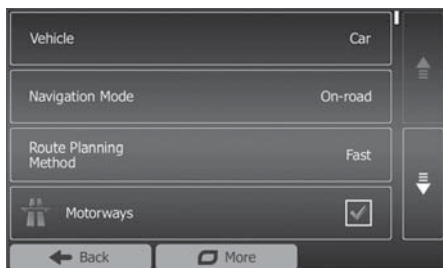 Vehicle Car
Navigation Mode On-road
Route Planning
Method Fast
Motorways
Back More